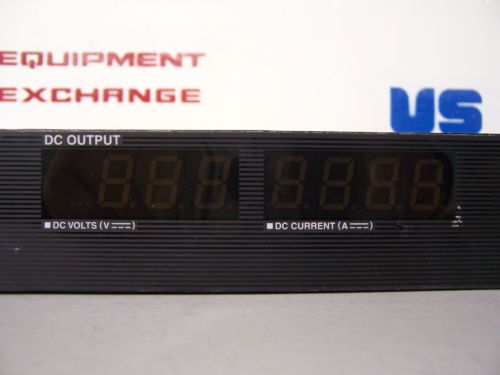 EQUIPMENT
EXCHANGE
US
DC OUTPUT
DC VOLTS (V ⎓)
DC CURRENT (A ⎓)